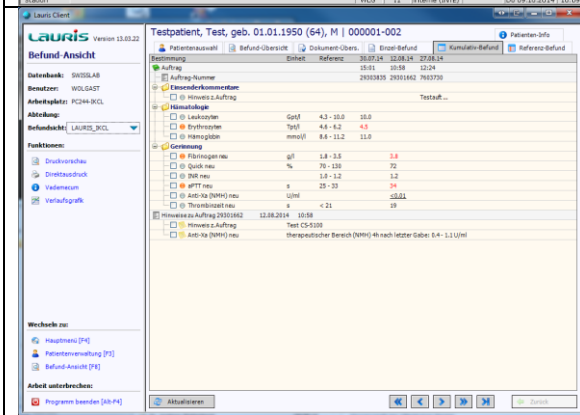 Lauris Client
LAURIS Version 13.03.22
Befund-Ansicht
Datenbank: SWISSLAB
Benutzer: WOLGAST
Arbeitsplatz: PC244-IKCL
Abteilung:
Befundsicht: LAURIS_IKCL
Funktionen:
Druckvorschau
Direktausdruck
Vademecum
Verlaufsgrafik
Wechseln zu:
Hauptmenü [F4]
Patientenverwaltung [F3]
Befund-Ansicht [F8]
Arbeit unterbrechen:
Programm beenden [Alt-F4]
Testpatient, Test, geb. 01.01.1950 (64), M | 000001-002
Patienten-Info
Patientenauswahl Befund-Übersicht Dokument-Übers. Einzel-Befund Kumulativ-Befund Referenz-Befund
Bestimmung Einheit Referenz 30.07.14 12.08.14 27.08.14
Auftrag 15:01 10:58 12:24
Auftrag-Nummer 29303835 29301662 7603730
Einsenderkommentare
Hinweis z.Auftrag Testauft...
Hämatologie
Leukozyten Gpt/l 4.3 - 10.0 10.0
Erythrozyten Tpt/l 4.6 - 6.2 4.5
Hämoglobin mmol/l 8.6 - 11.2 11.0
Gerinnung
Fibrinogen neu g/l 1.8 - 3.5 3.8
Quick neu % 70 - 130 72
INR neu 1.0 - 1.2 1.2
aPTT neu s 25 - 33 34
Anti-Xa (NMH) neu U/ml <0.01
Thrombinzeit neu s < 21 19
Hinweise zu Auftrag 29301662 12.08.2014 10:58
Hinweis z.Auftrag Test CS-5100
Anti-Xa (NMH) neu therapeutischer Bereich (NMH) 4h nach letzter Gabe: 0.4 - 1.1 U/ml
Aktualisieren Zurück